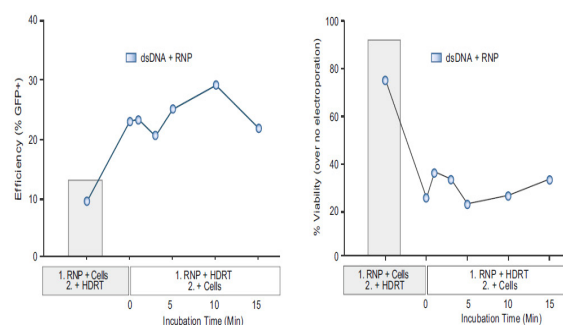 40
30
20
10
0
Efficiency (% GFP+)
dsDNA + RNP
1. RNP + Cells
2. + HDRT
1. RNP + HDRT
2. + Cells
0 5 10 15
Incubation Time (Min)
100
80
60
40
20
0
% Viability (over no electroporation)
dsDNA + RNP
1. RNP + Cells
2. + HDRT
1. RNP + HDRT
2. + Cells
0 5 10 15
Incubation Time (Min)